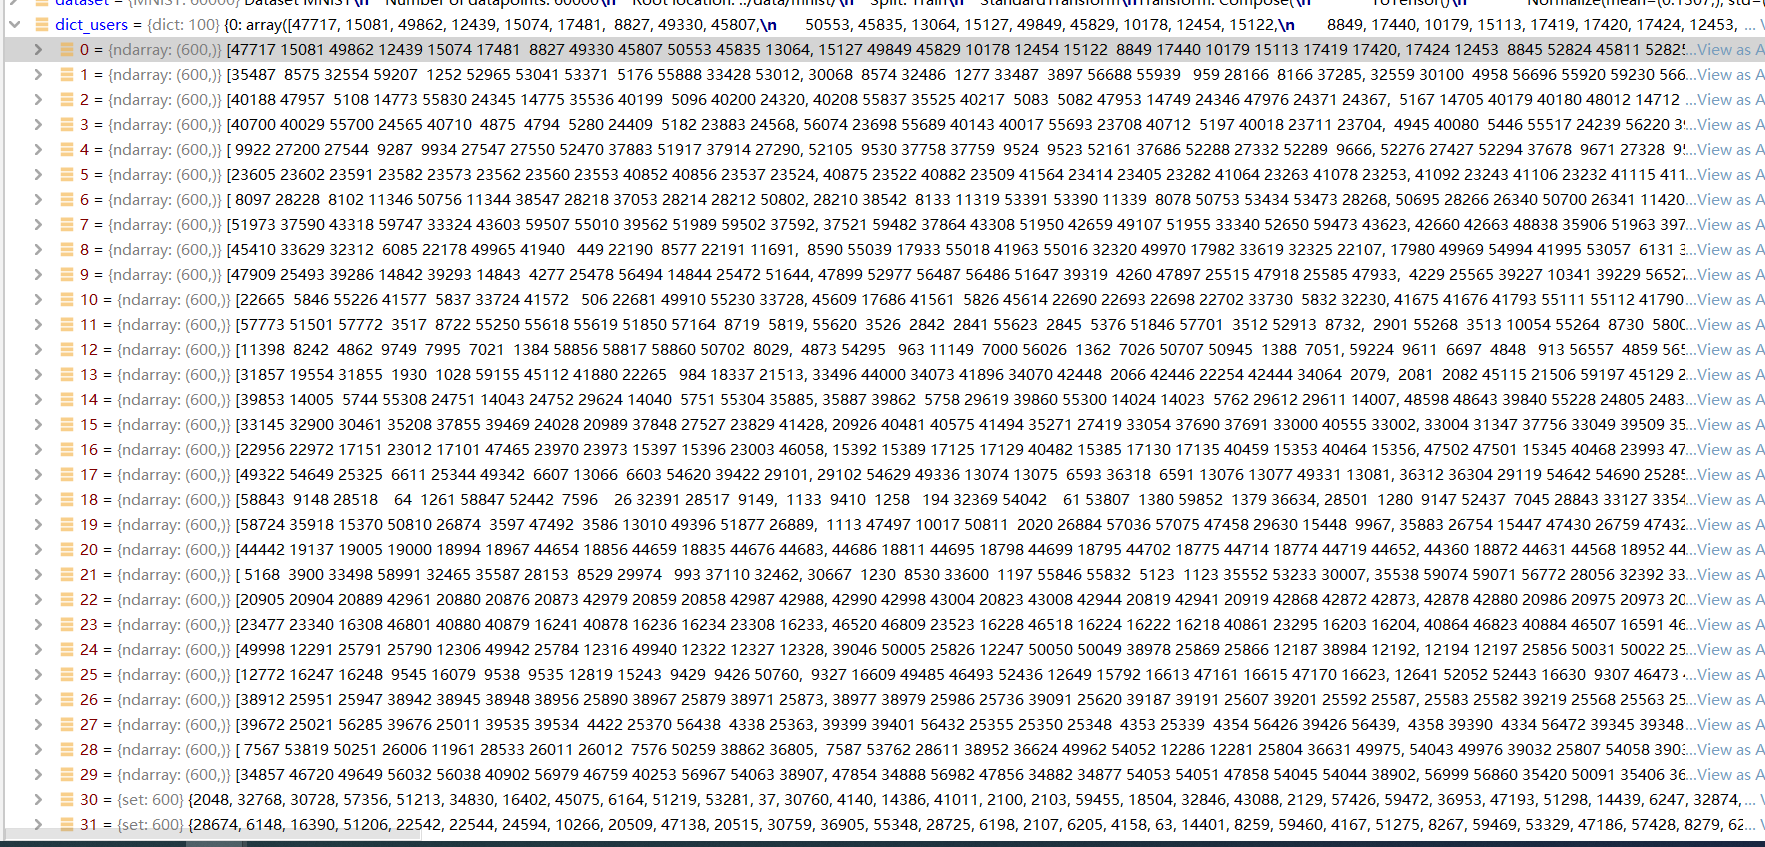 dataset = {MNIST: 60000} Dataset MNIST\n    Number of datapoints: 60000\n    Root location: ../data/mnist/\n    Split: Train\n    StandardTransform\nTransform: Compose(\n               ToTensor()\n               Normalize(mean=(0.1307,), std=(
dict_users = {dict: 100} {0: array([47717, 15081, 49862, 12439, 15074, 17481,  8827, 49330, 45807,\n       50553, 45835, 13064, 15127, 49849, 45829, 10178, 12454, 15122,\n        8849, 17440, 10179, 15113, 17419, 17420, 17424, 12453, ... V
0 = {ndarray: (600,)} [47717 15081 49862 12439 15074 17481  8827 49330 45807 50553 45835 13064, 15127 49849 45829 10178 12454 15122  8849 17440 10179 15113 17419 17420, 17424 12453  8845 52824 45811 52825...View as A
1 = {ndarray: (600,)} [35487  8575 32554 59207  1252 52965 53041 53371  5176 55888 33428 53012, 30068  8574 32486  1277 33487  3897 56688 55939   959 28166  8166 37285, 32559 30100  4958 56696 55920 59230 566...View as A
2 = {ndarray: (600,)} [40188 47957  5108 14773 55830 24345 14775 35536 40199  5096 40200 24320, 40208 55837 35525 40217  5083  5082 47953 14749 24346 47976 24371 24367,  5167 14705 40179 40180 48012 14712 ...View as A
3 = {ndarray: (600,)} [40700 40029 55700 24565 40710  4875  4794  5280 24409  5182 23883 24568, 56074 23698 55689 40143 40017 55693 23708 40712  5197 40018 23711 23704,  4945 40080  5446 55517 24239 56220 39...View as A
4 = {ndarray: (600,)} [ 9922 27200 27544  9287  9934 27547 27550 52470 37883 51917 37914 27290, 52105  9530 37758 37759  9524  9523 52161 37686 52288 27332 52289  9666, 52276 27427 52294 37678  9671 27328  95...View as A
5 = {ndarray: (600,)} [23605 23602 23591 23582 23573 23562 23560 23553 40852 40856 23537 23524, 40875 23522 40882 23509 41564 23414 23405 23282 41064 23263 41078 23253, 41092 23243 41106 23232 41115 411...View as A
6 = {ndarray: (600,)} [ 8097 28228  8102 11346 50756 11344 38547 28218 37053 28214 28212 50802, 28210 38542  8133 11319 53391 53390 11339  8078 50753 53434 53473 28268, 50695 28266 26340 50700 26341 11420...View as A
7 = {ndarray: (600,)} [51973 37590 43318 59747 33324 43603 59507 55010 39562 51989 59502 37592, 37521 59482 37864 43308 51950 42659 49107 51955 33340 52650 59473 43623, 42660 42663 48838 35906 51963 397...View as A
8 = {ndarray: (600,)} [45410 33629 32312  6085 22178 49965 41940   449 22190  8577 22191 11691,  8590 55039 17933 55018 41963 55016 32320 49970 17982 33619 32325 22107, 17980 49969 54994 41995 53057  6131 3...View as A
9 = {ndarray: (600,)} [47909 25493 39286 14842 39293 14843  4277 25478 56494 14844 25472 51644, 47899 52977 56487 56486 51647 39319  4260 47897 25515 47918 25585 47933,  4229 25565 39227 10341 39229 56527...View as A
10 = {ndarray: (600,)} [22665  5846 55226 41577  5837 33724 41572   506 22681 49910 55230 33728, 45609 17686 41561  5826 45614 22690 22693 22698 22702 33730  5832 32230, 41675 41676 41793 55111 55112 41790...View as A
11 = {ndarray: (600,)} [57773 51501 57772  3517  8722 55250 55618 55619 51850 57164  8719  5819, 55620  3526  2842  2841 55623  2845  5376 51846 57701  3512 52913  8732,  2901 55268  3513 10054 55264  8730  5800...View as A
12 = {ndarray: (600,)} [11398  8242  4862  9749  7995  7021  1384 58856 58817 58860 50702  8029,  4873 54295   963 11149  7000 56026  1362  7026 50707 50945  1388  7051, 59224  9611  6697  4848   913 56557  4859 565...View as A
13 = {ndarray: (600,)} [31857 19554 31855  1930  1028 59155 45112 41880 22265   984 18337 21513, 33496 44000 34073 41896 34070 42448  2066 42446 22254 42444 34064  2079,  2081  2082 45115 21506 59197 45129 2...View as A
14 = {ndarray: (600,)} [39853 14005  5744 55308 24751 14043 24752 29624 14040  5751 55304 35885, 35887 39862  5758 29619 39860 55300 14024 14023  5762 29612 29611 14007, 48598 48643 39840 55228 24805 2483...View as A
15 = {ndarray: (600,)} [33145 32900 30461 35208 37855 39469 24028 20989 37848 27527 23829 41428, 20926 40481 40575 41494 35271 27419 33054 37690 37691 33000 40555 33002, 33004 31347 37756 33049 39509 35...View as A
16 = {ndarray: (600,)} [22956 22972 17151 23012 17101 47465 23970 23973 15397 15396 23003 46058, 15392 15389 17125 17129 40482 15385 17130 17135 40459 15353 40464 15356, 47502 47501 15345 40468 23993 47...View as A
17 = {ndarray: (600,)} [49322 54649 25325  6611 25344 49342  6607 13066  6603 54620 39422 29101, 29102 54629 49336 13074 13075  6593 36318  6591 13076 13077 49331 13081, 36312 36304 29119 54642 54690 25285...View as A
18 = {ndarray: (600,)} [58843  9148 28518    64  1261 58847 52442  7596    26 32391 28517  9149,  1133  9410  1258   194 32369 54042    61 53807  1380 59852  1379 36634, 28501  1280  9147 52437  7045 28843 33127 3354...View as A
19 = {ndarray: (600,)} [58724 35918 15370 50810 26874  3597 47492  3586 13010 49396 51877 26889,  1113 47497 10017 50811  2020 26884 57036 57075 47458 29630 15448  9967, 35883 26754 15447 47430 26759 47432...View as A
20 = {ndarray: (600,)} [44442 19137 19005 19000 18994 18967 44654 18856 44659 18835 44676 44683, 44686 18811 44695 18798 44699 18795 44702 18775 44714 18774 44719 44652, 44360 18872 44631 44568 18952 44...View as A
21 = {ndarray: (600,)} [ 5168  3900 33498 58991 32465 35587 28153  8529 29974   993 37110 32462, 30667  1230  8530 33600  1197 55846 55832  5123  1123 35552 53233 30007, 35538 59074 59071 56772 28056 32392 33...View as A
22 = {ndarray: (600,)} [20905 20904 20889 42961 20880 20876 20873 42979 20859 20858 42987 42988, 42990 42998 43004 20823 43008 42944 20819 42941 20919 42868 42872 42873, 42878 42880 20986 20975 20973 20...View as A
23 = {ndarray: (600,)} [23477 23340 16308 46801 40880 40879 16241 40878 16236 16234 23308 16233, 46520 46809 23523 16228 46518 16224 16222 16218 40861 23295 16203 16204, 40864 46823 40884 46507 16591 46...View as A
24 = {ndarray: (600,)} [49998 12291 25791 25790 12306 49942 25784 12316 49940 12322 12327 12328, 39046 50005 25826 12247 50050 50049 38978 25869 25866 12187 38984 12192, 12194 12197 25856 50031 50022 25...View as A
25 = {ndarray: (600,)} [12772 16247 16248  9545 16079  9538  9535 12819 15243  9429  9426 50760,  9327 16609 49485 46493 52436 12649 15792 16613 47161 16615 47170 16623, 12641 52052 52443 16630  9307 46473 ...View as A
26 = {ndarray: (600,)} [38912 25951 25947 38942 38945 38948 38956 25890 38967 25879 38971 25873, 38977 38979 25986 25736 39091 25620 39187 39191 25607 39201 25592 25587, 25583 25582 39219 25568 25563 25...View as A
27 = {ndarray: (600,)} [39672 25021 56285 39676 25011 39535 39534  4422 25370 56438  4338 25363, 39399 39401 56432 25355 25350 25348  4353 25339  4354 56426 39426 56439,  4358 39390  4334 56472 39345 39348...View as A
28 = {ndarray: (600,)} [ 7567 53819 50251 26006 11961 28533 26011 26012  7576 50259 38862 36805,  7587 53762 28611 38952 36624 49962 54052 12286 12281 25804 36631 49975, 54043 49976 39032 25807 54058 3903...View as A
29 = {ndarray: (600,)} [34857 46720 49649 56032 56038 40902 56979 46759 40253 56967 54063 38907, 47854 34888 56982 47856 34882 34877 54053 54051 47858 54045 54044 38902, 56999 56860 35420 50091 35406 36...View as A
30 = {set: 600} {2048, 32768, 30728, 57356, 51213, 34830, 16402, 45075, 6164, 51219, 53281, 37, 30760, 4140, 14386, 41011, 2100, 2103, 59455, 18504, 32846, 43088, 2129, 57426, 59472, 36953, 47193, 51298, 14439, 6247, 32874, ... V
31 = {set: 600} {28674, 6148, 16390, 51206, 22542, 22544, 24594, 10266, 20509, 47138, 20515, 30759, 36905, 55348, 28725, 6198, 2107, 6205, 4158, 63, 14401, 8259, 59460, 4167, 51275, 8267, 59469, 53329, 47186, 57428, 8279, 62... V